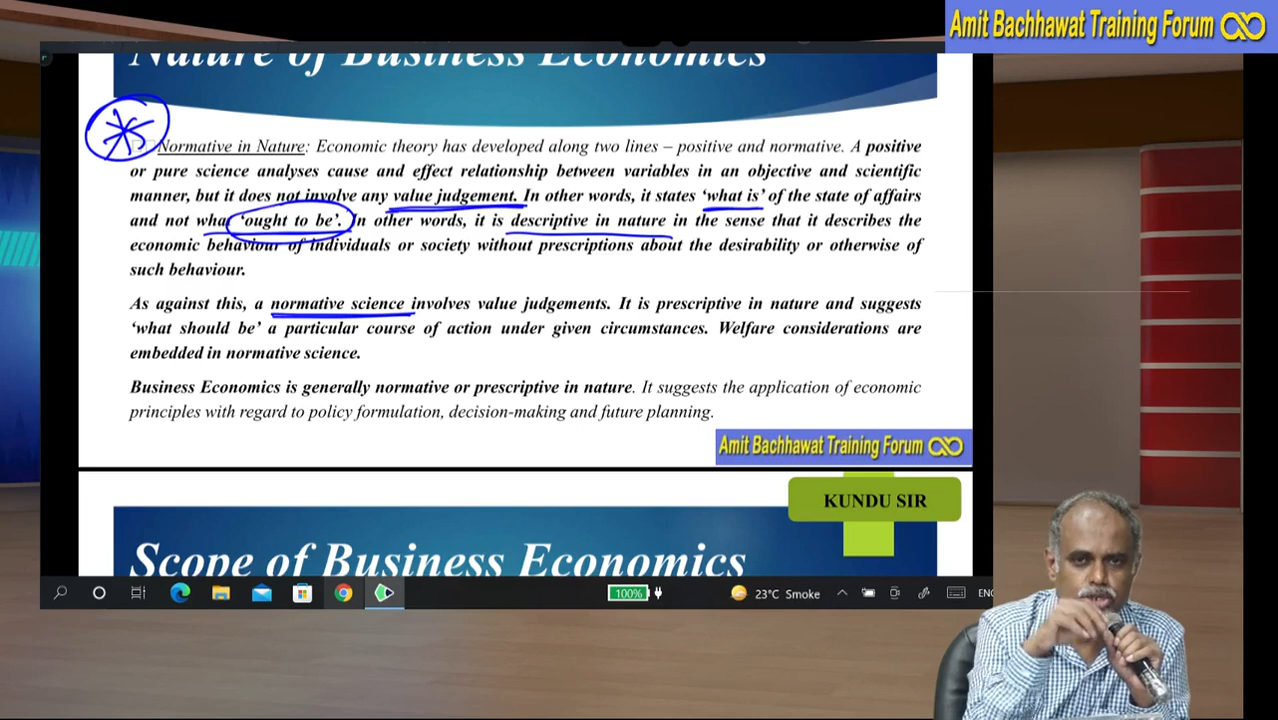 Amit Bachhawat Training Forum
Nature of Business Economics
Normative in Nature: Economic theory has developed along two lines – positive and normative. A positive
or pure science analyses cause and effect relationship between variables in an objective and scientific
manner, but it does not involve any value judgement. In other words, it states ‘what is’ of the state of affairs
and not what ‘ought to be’. In other words, it is descriptive in nature in the sense that it describes the
economic behaviour of individuals or society without prescriptions about the desirability or otherwise of
such behaviour.
As against this, a normative science involves value judgements. It is prescriptive in nature and suggests
‘what should be’ a particular course of action under given circumstances. Welfare considerations are
embedded in normative science.
Business Economics is generally normative or prescriptive in nature. It suggests the application of economic
principles with regard to policy formulation, decision-making and future planning.
Amit Bachhawat Training Forum
KUNDU SIR
Scope of Business Economics
100%
23°C Smoke
ENG